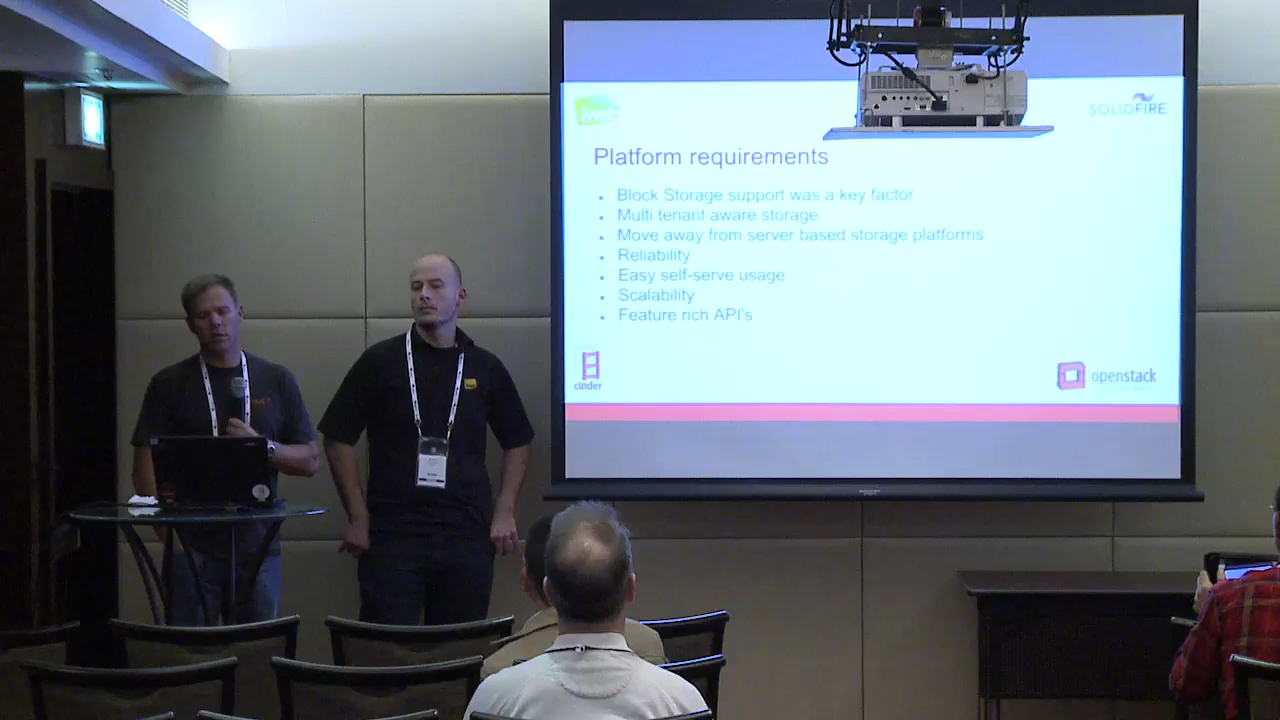 SOLIDFIRE
Platform requirements
Block Storage support was a key factor
Multi tenant aware storage
Move away from server based storage platforms
Reliability
Easy self-serve usage
Scalability
Feature rich API's
cinder
openstack